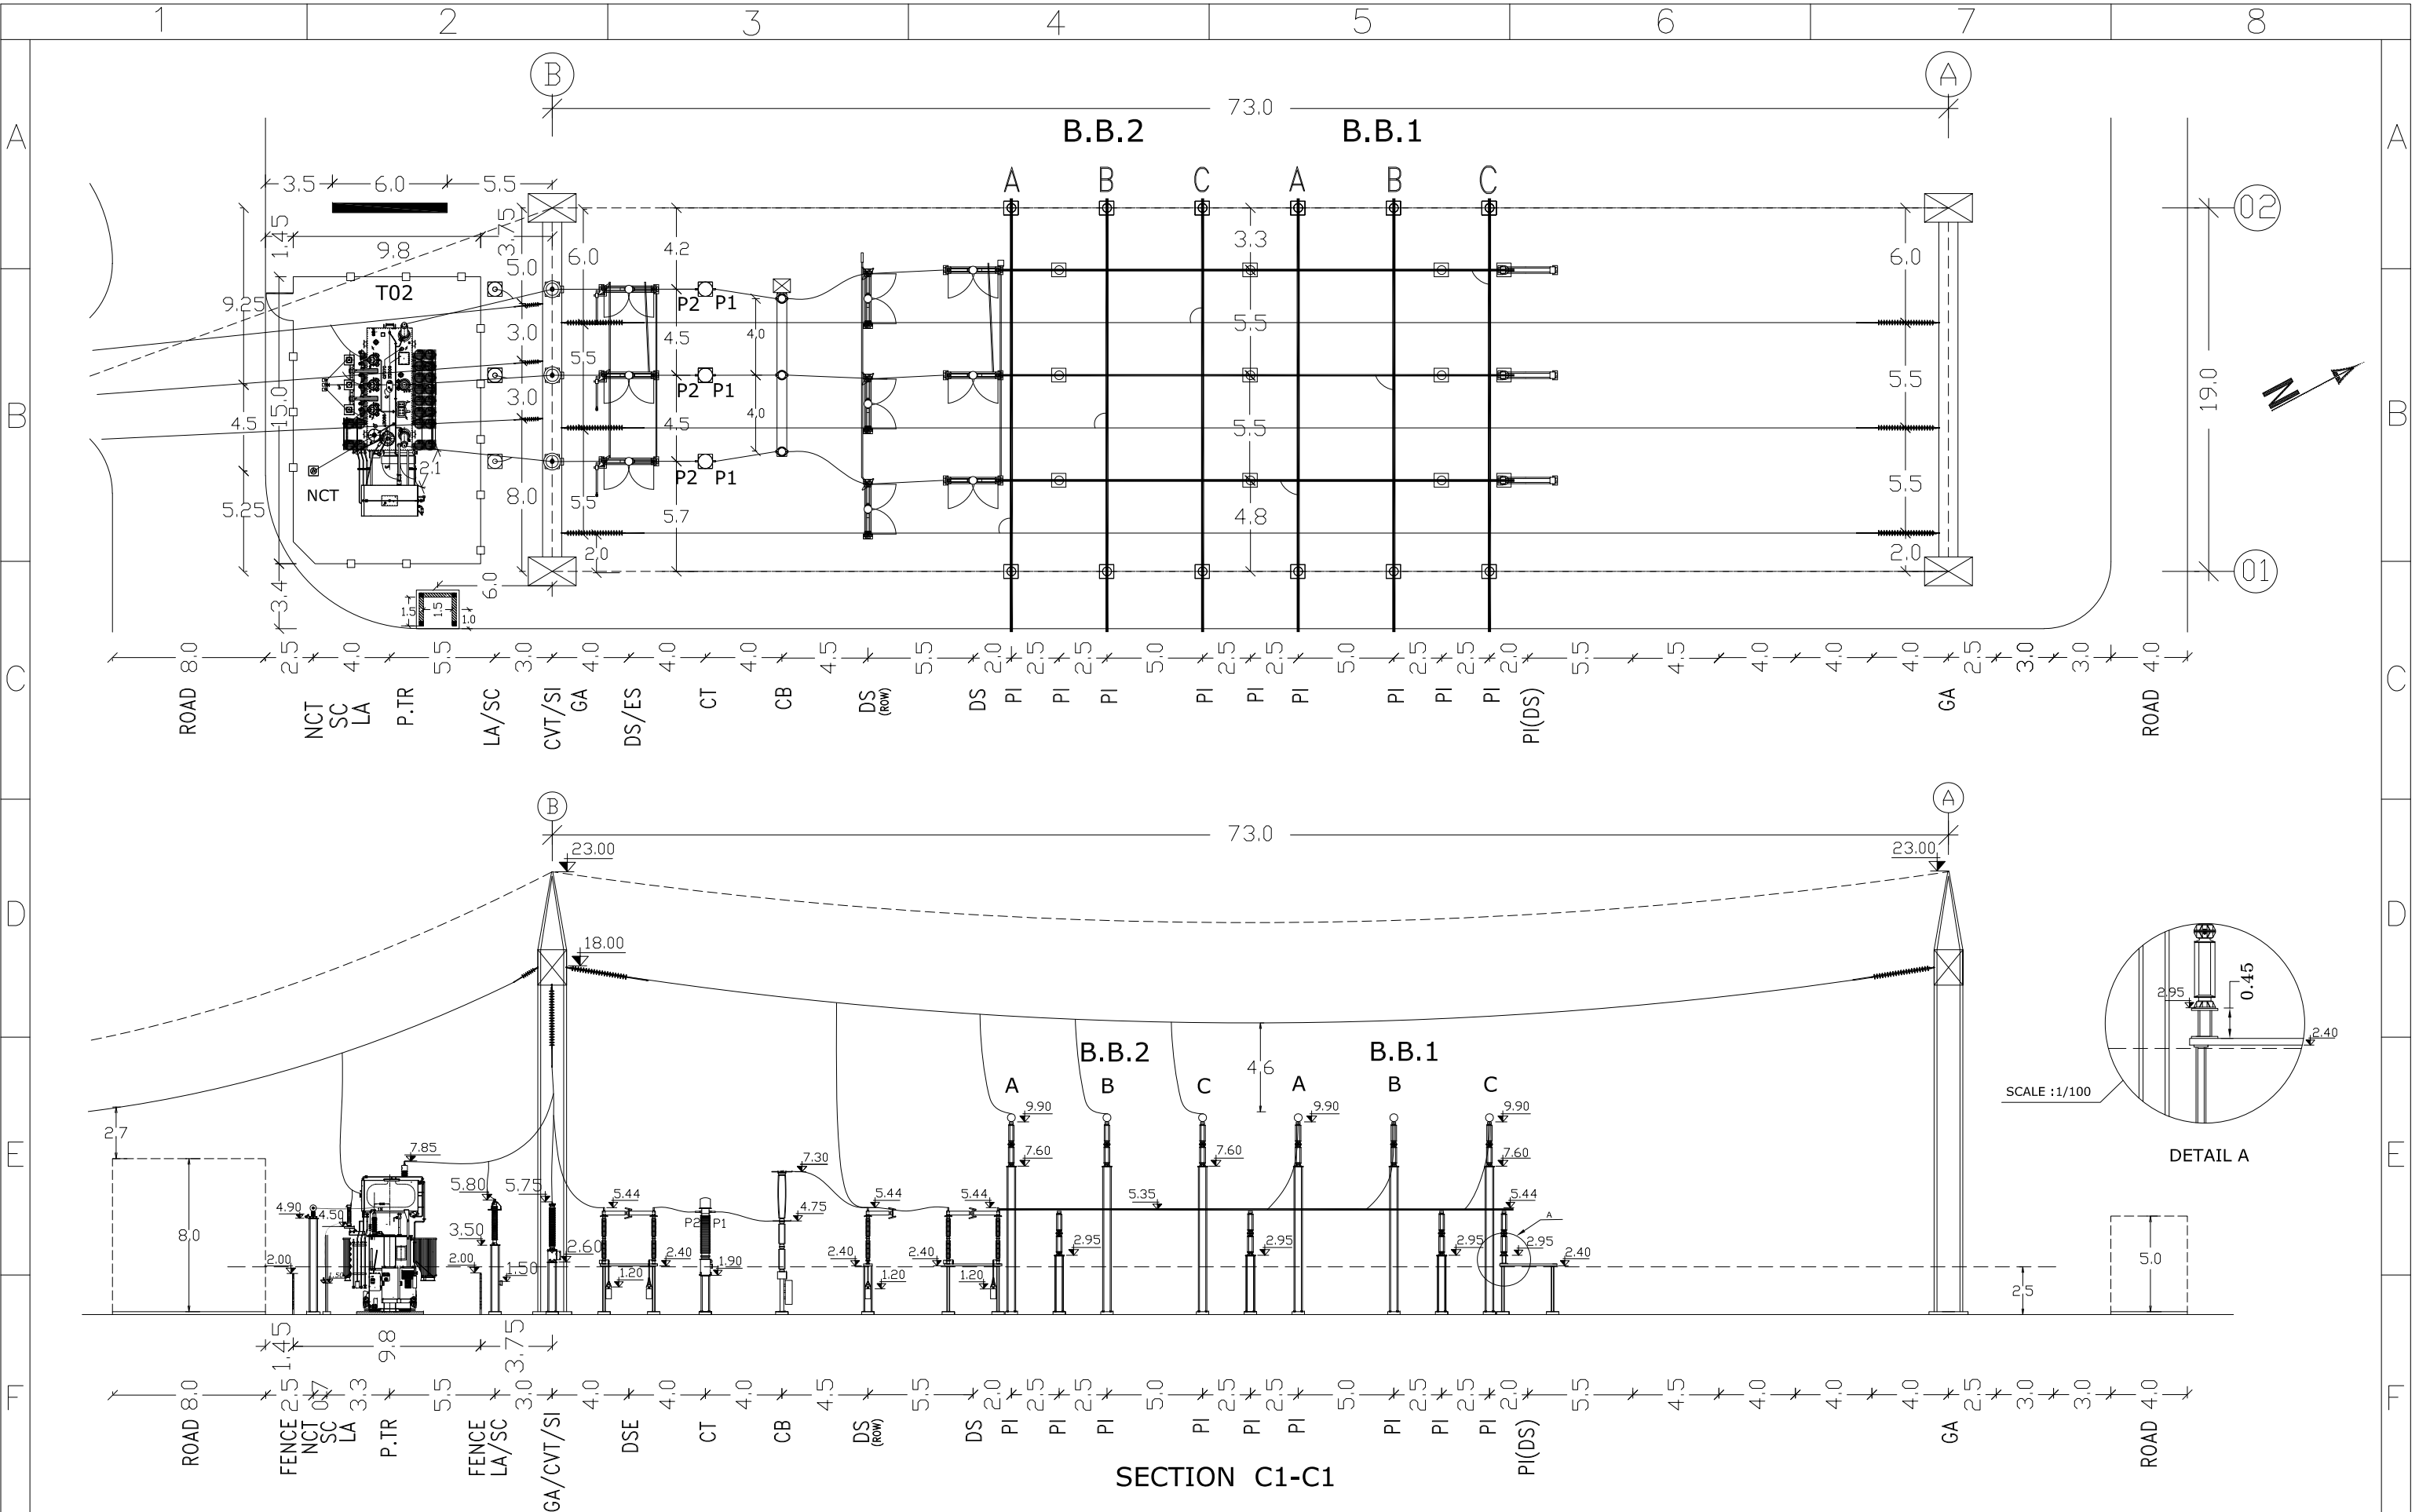 1 2 3 4 5 6 7 8
B A
73.0
A A
B.B.2 B.B.1
3.5 6.0 5.5 A B C A B C
02
1.45 9.8 3.75 4.2 3.3
5.0 6.0 6.0
T02
9.25 P2 P1
3.0 5.5
4.5 4.0
5.5
5.5 19.0 N
P2 P1
B 15.0 3.0 4.0 B
4.5 4.5 5.5
2.1 P2 P1
NCT 8.0 5.5
5.25 5.7 4.8 5.5
2.0 2.0
01
3.4 6.0
1.5 1.5 1.0
8.0 2.5 4.0 5.5 3.0 4.0 4.0 4.0 4.5 5.5 2.0 2.5 2.5 5.0 2.5 2.5 5.0 2.5 2.5 2.0 5.5 4.5 4.0 4.0 4.0 2.5 3.0 3.0 4.0
C C
ROAD
NCT
SC
LA
P.TR
LA/SC
CVT/SI
GA
DS/ES
CT
CB
DS
(ROW)
DS
PI
PI
PI
PI
PI
PI
PI
PI
PI
PI(DS)
GA
ROAD
B A
73.0
23.00 23.00
D D
18.00
0.45
2.95
2.40
B.B.2 B.B.1
4.6
A B C A B C
SCALE :1/100
9.90 9.90 9.90
2.7
E 7.85 7.60 7.60 7.60 DETAIL A E
7.30
5.80 5.75 5.44 5.44 5.44 5.35 5.44
4.90 4.50 P2 P1 4.75 A
8.0 3.50 2.60 2.95 2.95 2.95 2.95 5.0
2.00 2.00 2.40 2.40 2.40 2.40
1.50 1.50 1.20 1.90 1.20 1.20 2.5
1.45 9.8 3.75
F F
8.0 2.5 0.7 3.3 5.5 3.0 4.0 4.0 4.0 4.5 5.5 2.0 2.5 2.5 5.0 2.5 2.5 5.0 2.5 2.5 2.0 5.5 4.5 4.0 4.0 4.0 2.5 3.0 3.0 4.0
ROAD
FENCE
NCT
SC
LA
P.TR
FENCE
LA/SC
GA/CVT/SI
DSE
CT
CB
DS
(ROW)
DS
PI
PI
PI
PI
PI
PI
PI
PI
PI
PI(DS)
GA
ROAD
SECTION C1-C1